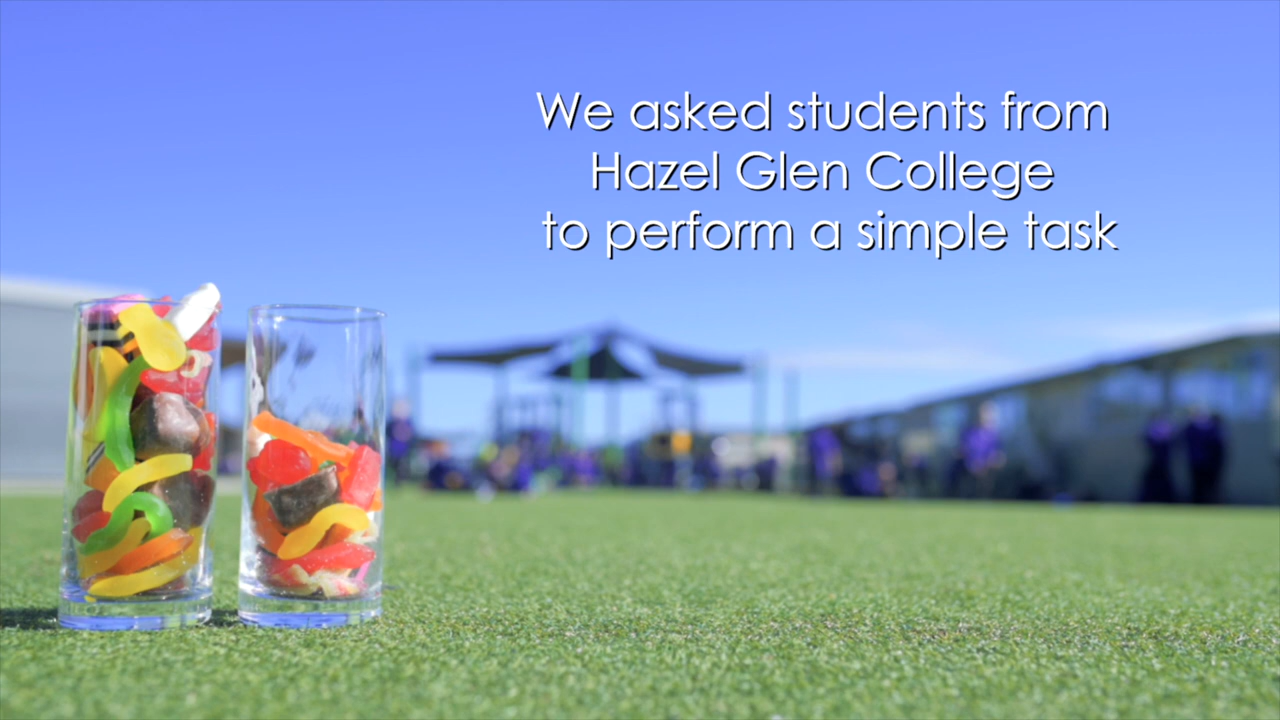 We asked students from
Hazel Glen College
to perform a simple task